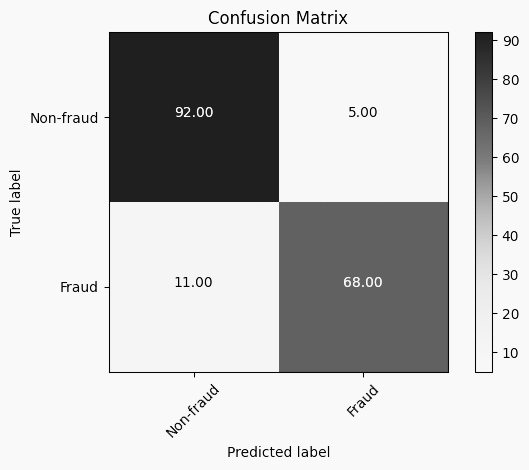 Confusion Matrix
True label
Non-fraud
Fraud
92.00 5.00
11.00 68.00
Non-fraud
Fraud
Predicted label
90
80
70
60
50
40
30
20
10